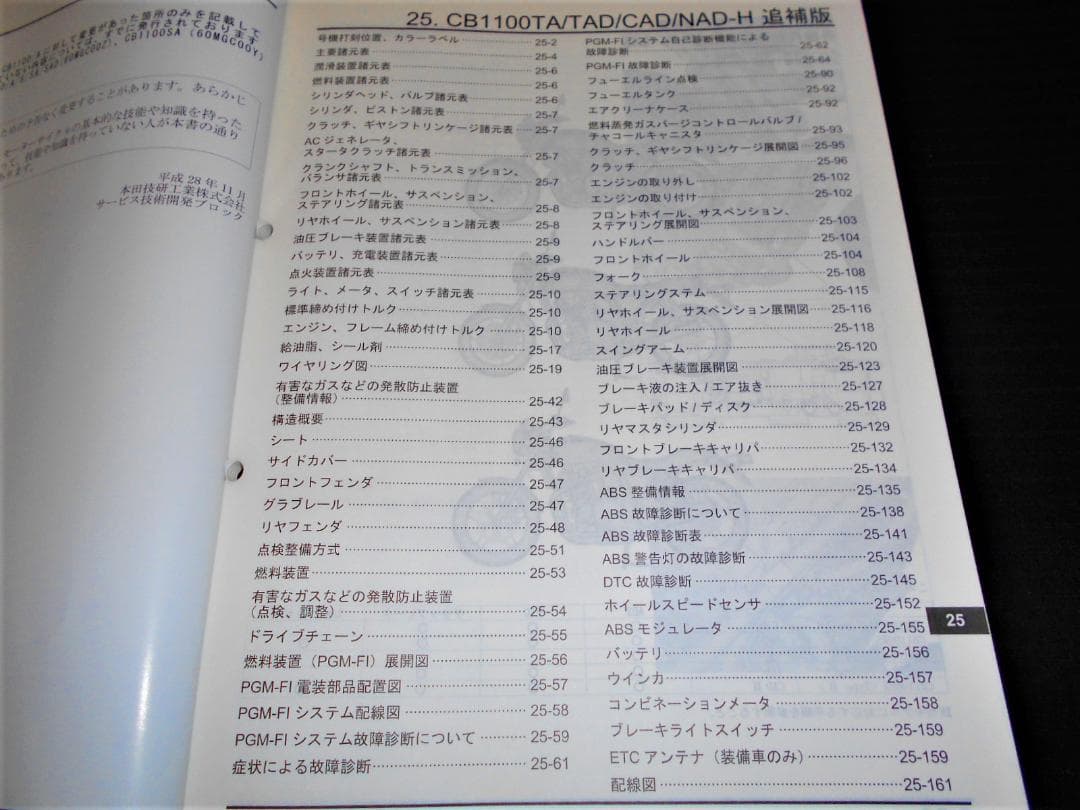 のみを記載して
CB1100SA (60MGC00Y)
あらかじ
モーターサイクルの基本的な技能や知識を持った
平成28年11月
本田技研工業株式会社
サービス技術開発ブロック
25. CB1100TA/TAD/CAD/NAD-H 追補版
号機打刻位置、カラーラベル 25-2
主要諸元表 25-4
潤滑装置諸元表 25-6
燃料装置諸元表 25-6
シリンダヘッド、バルブ諸元表 25-6
シリンダ、ピストン諸元表 25-7
クラッチ、ギヤシフトリンケージ諸元表 25-7
ACジェネレータ、
スタータクラッチ諸元表 25-7
クランクシャフト、トランスミッション、
バランサ諸元表 25-7
フロントホイール、サスペンション、
ステアリング諸元表 25-8
リヤホイール、サスペンション諸元表 25-8
油圧ブレーキ装置諸元表 25-9
バッテリ、充電装置諸元表 25-9
点火装置諸元表 25-9
ライト、メータ、スイッチ諸元表 25-10
標準締め付けトルク 25-10
エンジン、フレーム締め付けトルク 25-10
給油脂、シール剤 25-17
ワイヤリング図 25-19
有害なガスなどの発散防止装置
(整備情報) 25-42
構造概要 25-43
シート 25-46
サイドカバー 25-46
フロントフェンダ 25-47
グラブレール 25-47
リヤフェンダ 25-48
点検整備方式 25-51
燃料装置 25-53
有害なガスなどの発散防止装置
(点検、調整) 25-54
ドライブチェーン 25-55
燃料装置(PGM-FI)展開図 25-56
PGM-FI 電装部品配置図 25-57
PGM-FI システム配線図 25-58
PGM-FI システム故障診断について 25-59
症状による故障診断 25-61
PGM-FI システム自己診断機能による
故障診断 25-62
PGM-FI 故障診断 25-64
フューエルライン点検 25-90
フューエルタンク 25-92
エアクリーナケース 25-92
燃料蒸発ガスパージコントロールバルブ/
チャコールキャニスタ 25-93
クラッチ、ギヤシフトリンケージ展開図 25-95
クラッチ 25-96
エンジンの取り外し 25-102
エンジンの取り付け 25-102
フロントホイール、サスペンション、
ステアリング展開図 25-103
ハンドルバー 25-104
フロントホイール 25-104
フォーク 25-108
ステアリングステム 25-115
リヤホイール、サスペンション展開図 25-116
リヤホイール 25-118
スイングアーム 25-120
油圧ブレーキ装置展開図 25-123
ブレーキ液の注入/エア抜き 25-127
ブレーキパッド/ディスク 25-128
リヤマスタシリンダ 25-129
フロントブレーキキャリパ 25-132
リヤブレーキキャリパ 25-134
ABS 整備情報 25-135
ABS 故障診断について 25-138
ABS 故障診断表 25-141
ABS 警告灯の故障診断 25-143
DTC 故障診断 25-145
ホイールスピードセンサ 25-152
ABS モジュレータ 25-155
バッテリ 25-156
ウインカ 25-157
コンビネーションメータ 25-158
ブレーキライトスイッチ 25-159
ETC アンテナ(装備車のみ) 25-159
配線図 25-161
25